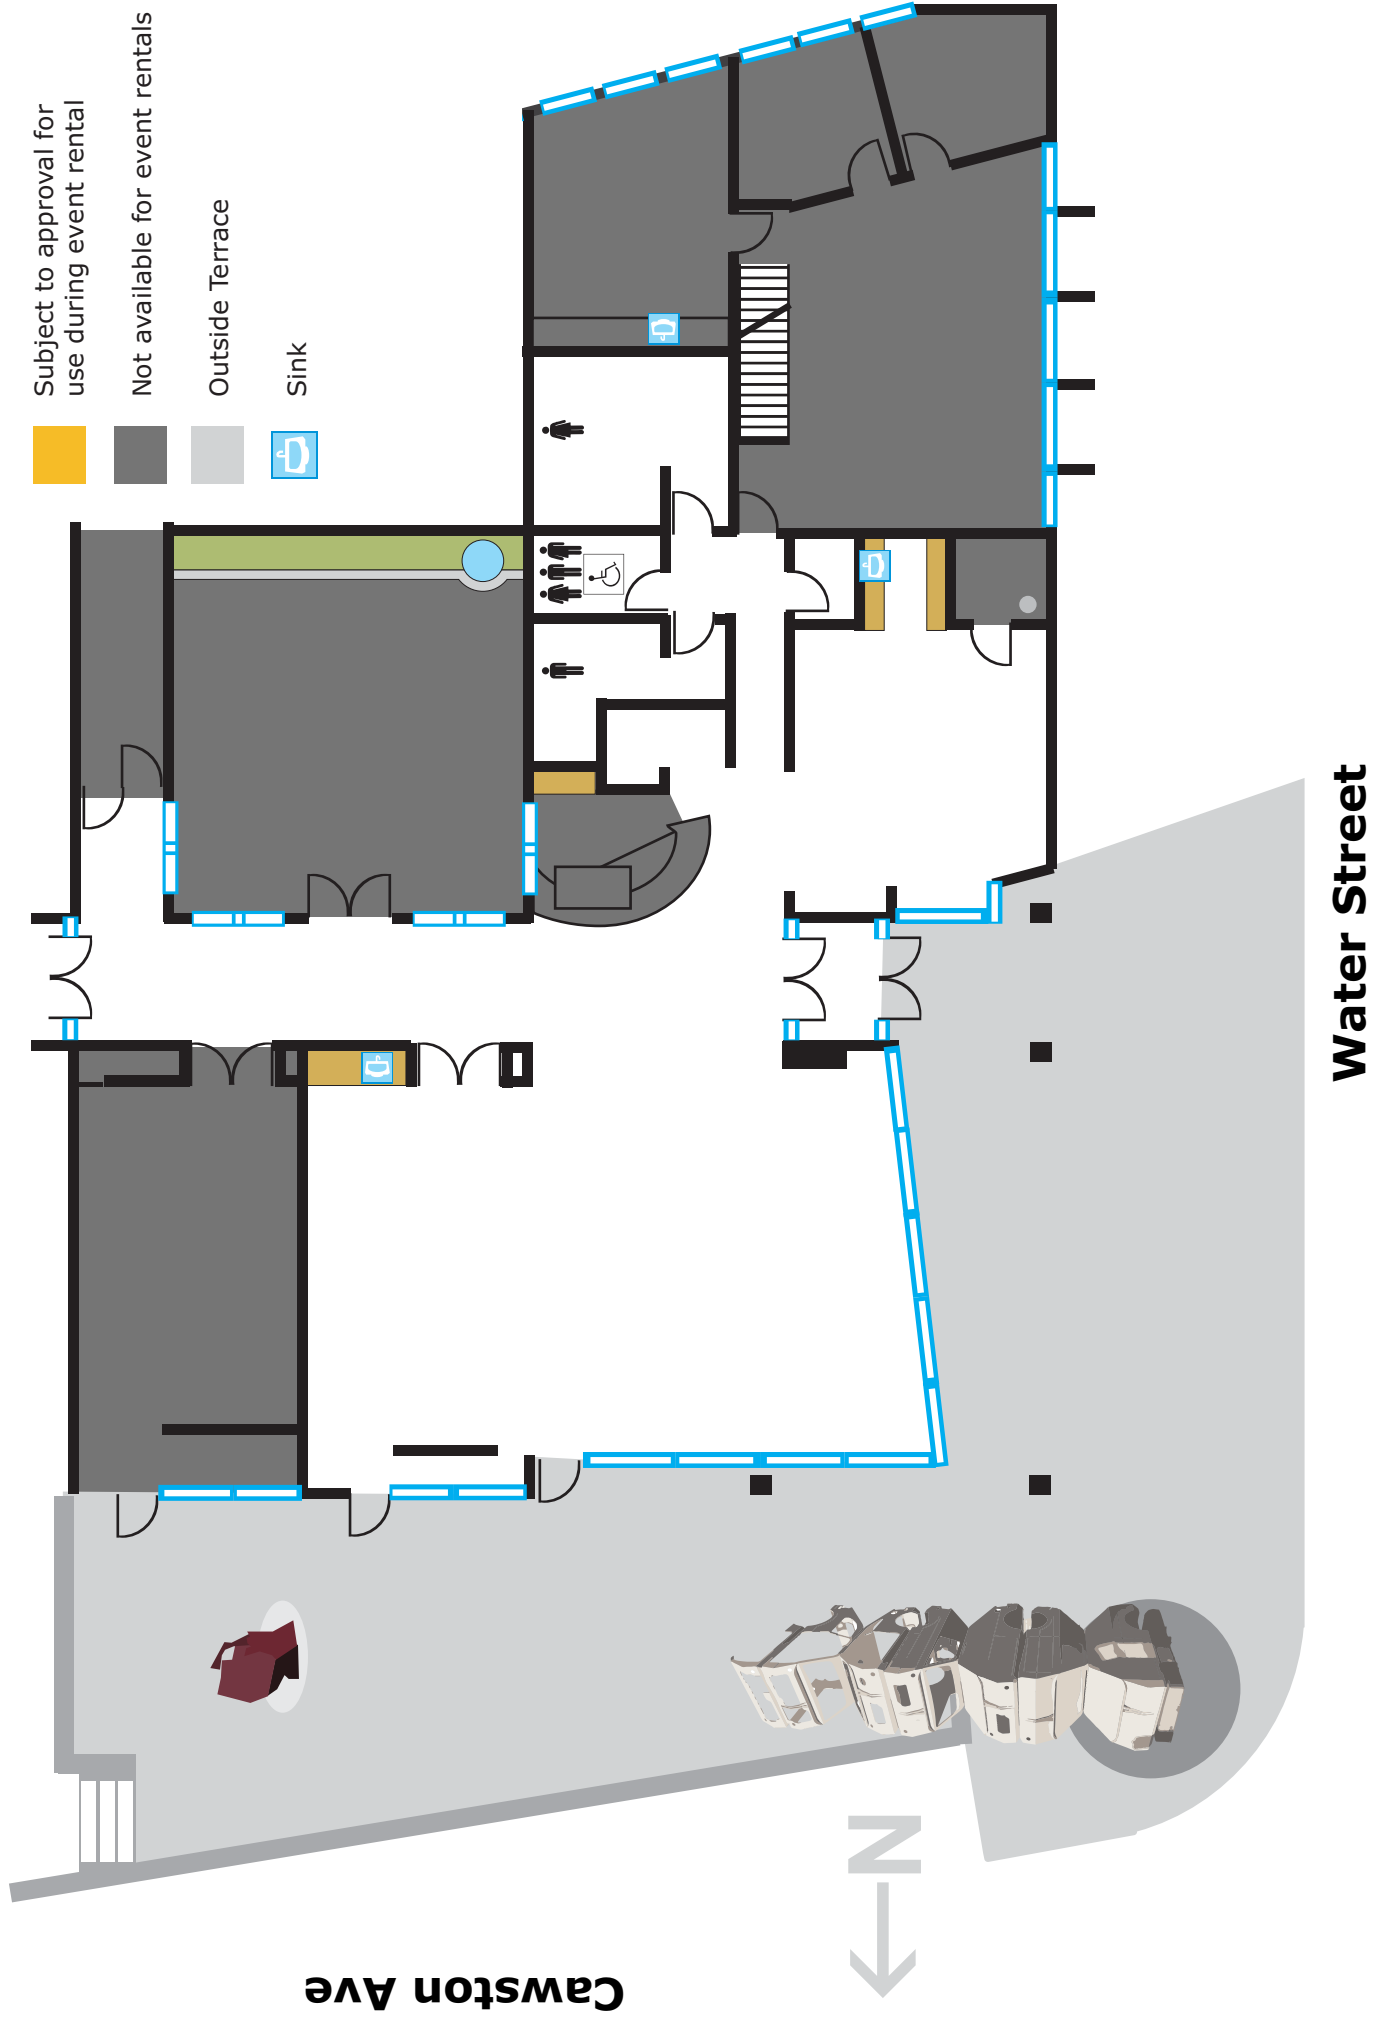 Subject to approval for
use during event rental
Not available for event rentals
Outside Terrace
Sink
Water Street
N
Cawston Ave